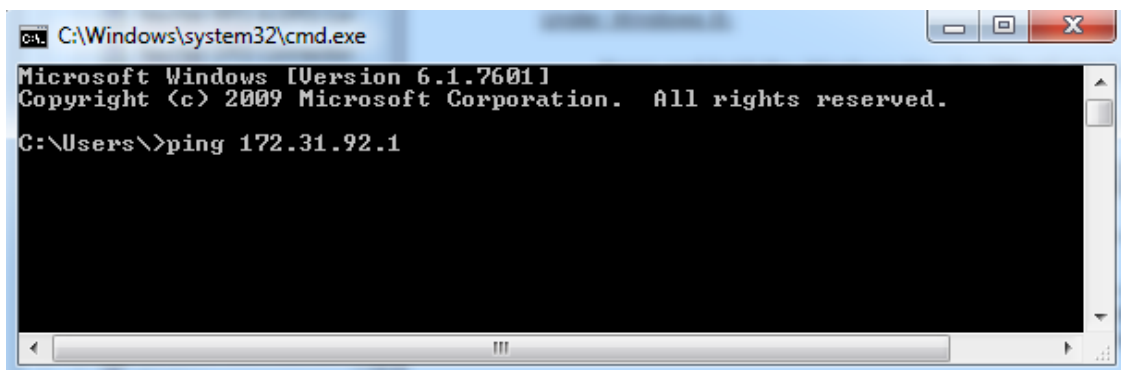 C:\Windows\system32\cmd.exe
Microsoft Windows [Version 6.1.7601]
Copyright (c) 2009 Microsoft Corporation.  All rights reserved.
C:\Users\>ping 172.31.92.1